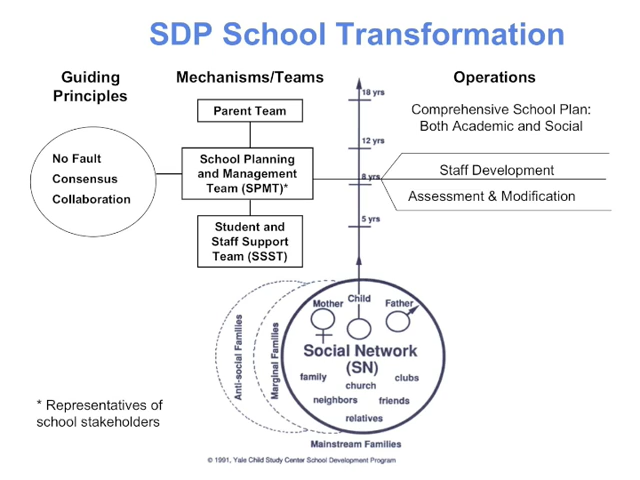 SDP School Transformation
Guiding
Principles
Mechanisms/Teams
Operations
No Fault
Consensus
Collaboration
Parent Team
School Planning
and Management
Team (SPMT)*
Student and
Staff Support
Team (SSST)
18 yrs
12 yrs
8 yrs
5 yrs
Comprehensive School Plan:
Both Academic and Social
Staff Development
Assessment & Modification
Anti-social Families
Marginal Families
Mother
Child
Father
Social Network
(SN)
family
church
clubs
neighbors
friends
relatives
Mainstream Families
* Representatives of
school stakeholders
© 1991, Yale Child Study Center School Development Program